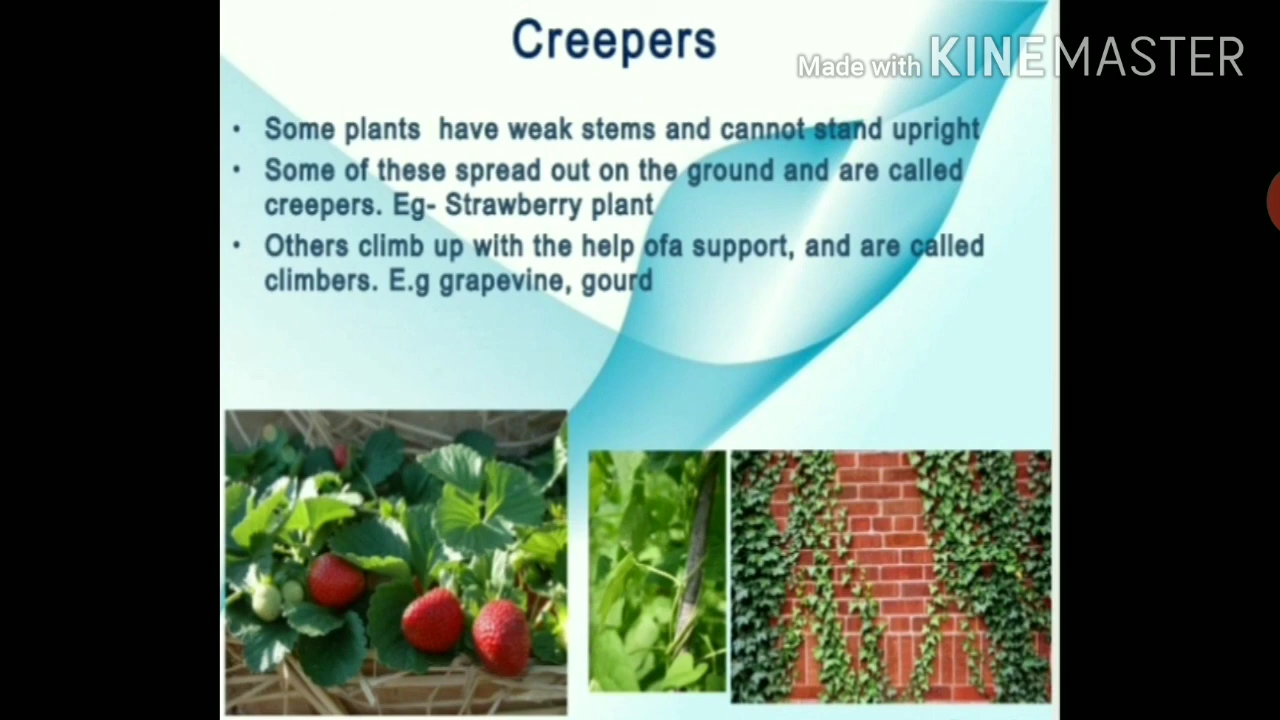 Creepers
Made with KINEMASTER
• Some plants have weak stems and cannot stand upright
• Some of these spread out on the ground and are called
creepers. Eg- Strawberry plant
• Others climb up with the help ofa support, and are called
climbers. E.g grapevine, gourd